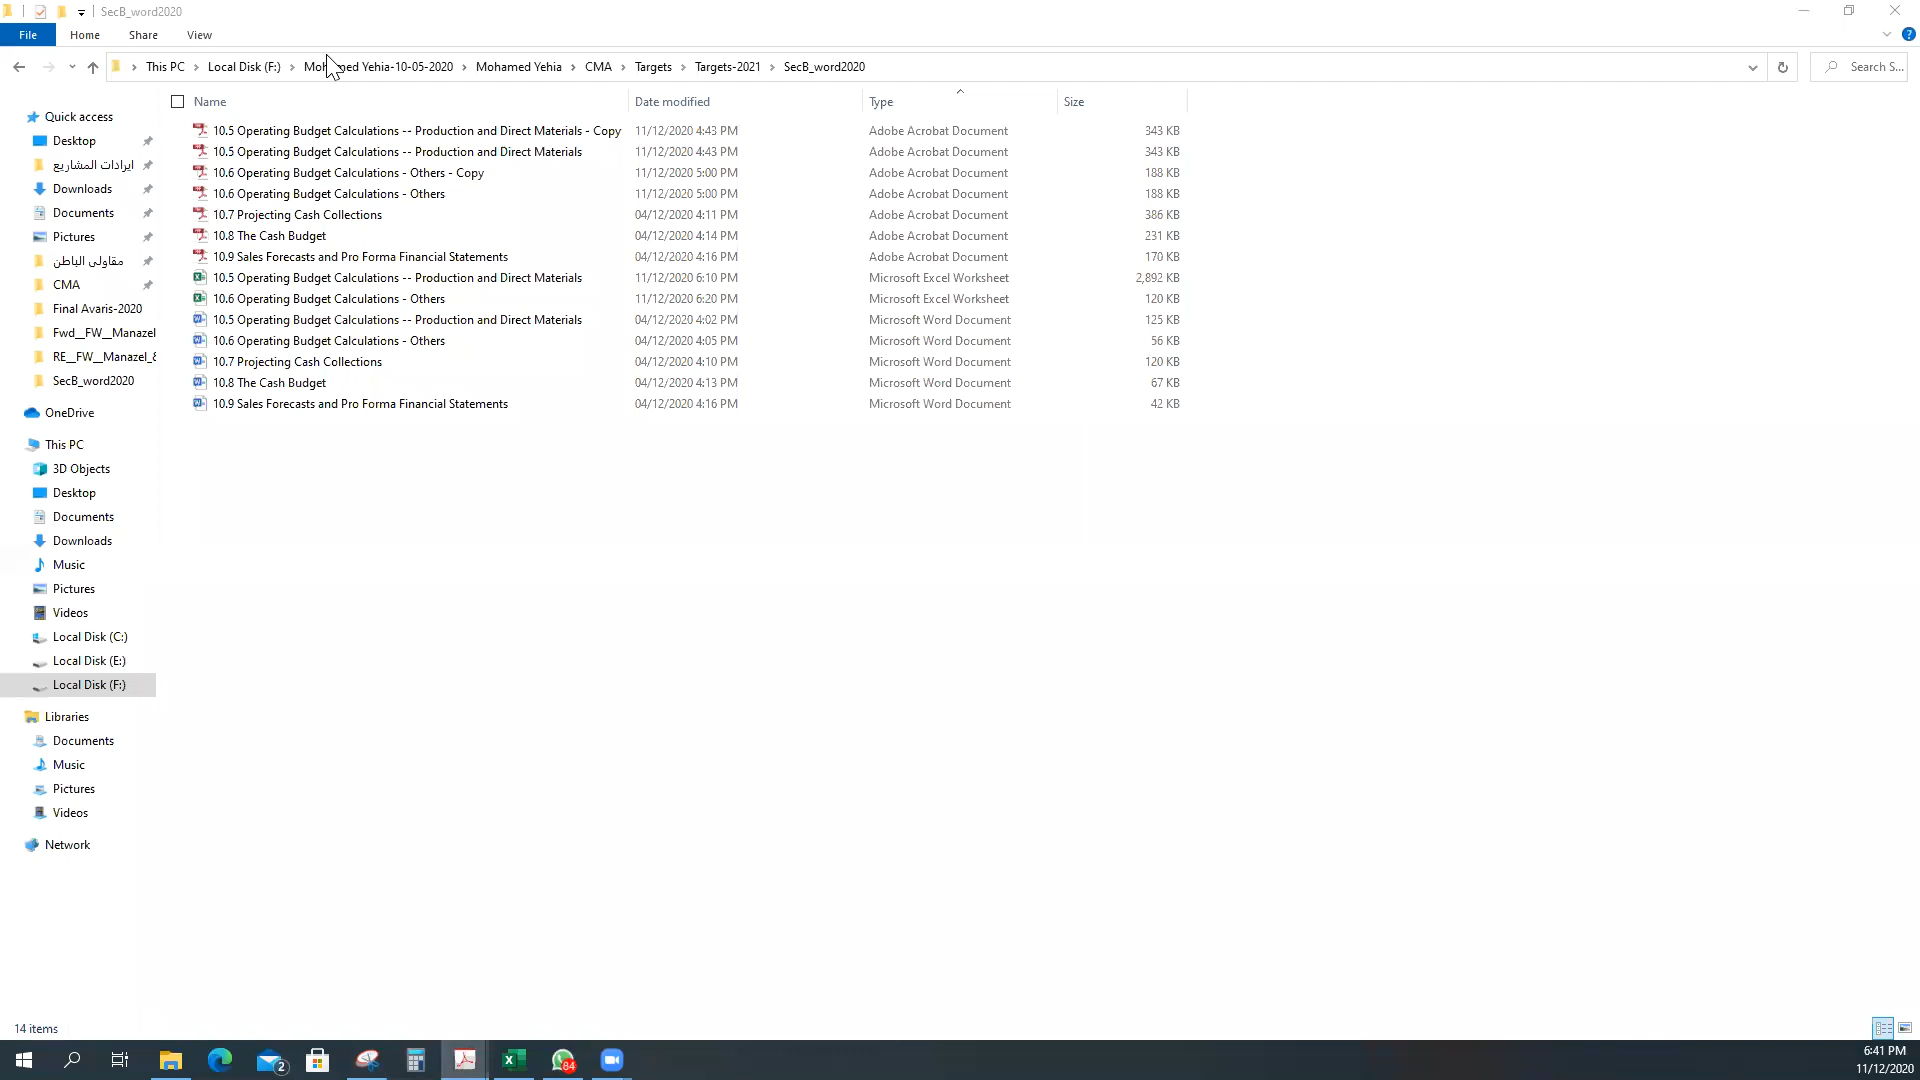 SecB_word2020
File Home Share View
This PC Local Disk (F:) Mohamed Yehia-10-05-2020 Mohamed Yehia CMA Targets Targets-2021 SecB_word2020
Search S...
Name Date modified Type Size
10.5 Operating Budget Calculations -- Production and Direct Materials - Copy 11/12/2020 4:43 PM Adobe Acrobat Document 343 KB
10.5 Operating Budget Calculations -- Production and Direct Materials 11/12/2020 4:43 PM Adobe Acrobat Document 343 KB
10.6 Operating Budget Calculations - Others - Copy 11/12/2020 5:00 PM Adobe Acrobat Document 188 KB
10.6 Operating Budget Calculations - Others 11/12/2020 5:00 PM Adobe Acrobat Document 188 KB
10.7 Projecting Cash Collections 04/12/2020 4:11 PM Adobe Acrobat Document 386 KB
10.8 The Cash Budget 04/12/2020 4:14 PM Adobe Acrobat Document 231 KB
10.9 Sales Forecasts and Pro Forma Financial Statements 04/12/2020 4:16 PM Adobe Acrobat Document 170 KB
10.5 Operating Budget Calculations -- Production and Direct Materials 11/12/2020 6:10 PM Microsoft Excel Worksheet 2,892 KB
10.6 Operating Budget Calculations - Others 11/12/2020 6:20 PM Microsoft Excel Worksheet 120 KB
10.5 Operating Budget Calculations -- Production and Direct Materials 04/12/2020 4:02 PM Microsoft Word Document 125 KB
10.6 Operating Budget Calculations - Others 04/12/2020 4:05 PM Microsoft Word Document 56 KB
10.7 Projecting Cash Collections 04/12/2020 4:10 PM Microsoft Word Document 120 KB
10.8 The Cash Budget 04/12/2020 4:13 PM Microsoft Word Document 67 KB
10.9 Sales Forecasts and Pro Forma Financial Statements 04/12/2020 4:16 PM Microsoft Word Document 42 KB
Quick access
Desktop
ايرادات المشاريع
Downloads
Documents
Pictures
مقاولى الباطن
CMA
Final Avaris-2020
Fwd__FW__Manazel
RE__FW__Manazel_&
SecB_word2020
OneDrive
This PC
3D Objects
Desktop
Documents
Downloads
Music
Pictures
Videos
Local Disk (C:)
Local Disk (E:)
Local Disk (F:)
Libraries
Documents
Music
Pictures
Videos
Network
14 items
2
84
6:41 PM
11/12/2020